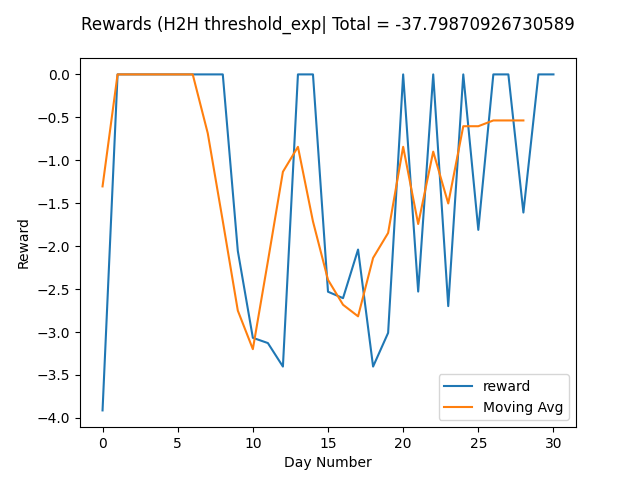 Rewards (H2H threshold_exp| Total = -37.79870926730589
0.0
−0.5
−1.0
−1.5
−2.0
−2.5
−3.0
−3.5
−4.0
Reward
0 5 10 15 20 25 30
Day Number
reward
Moving Avg